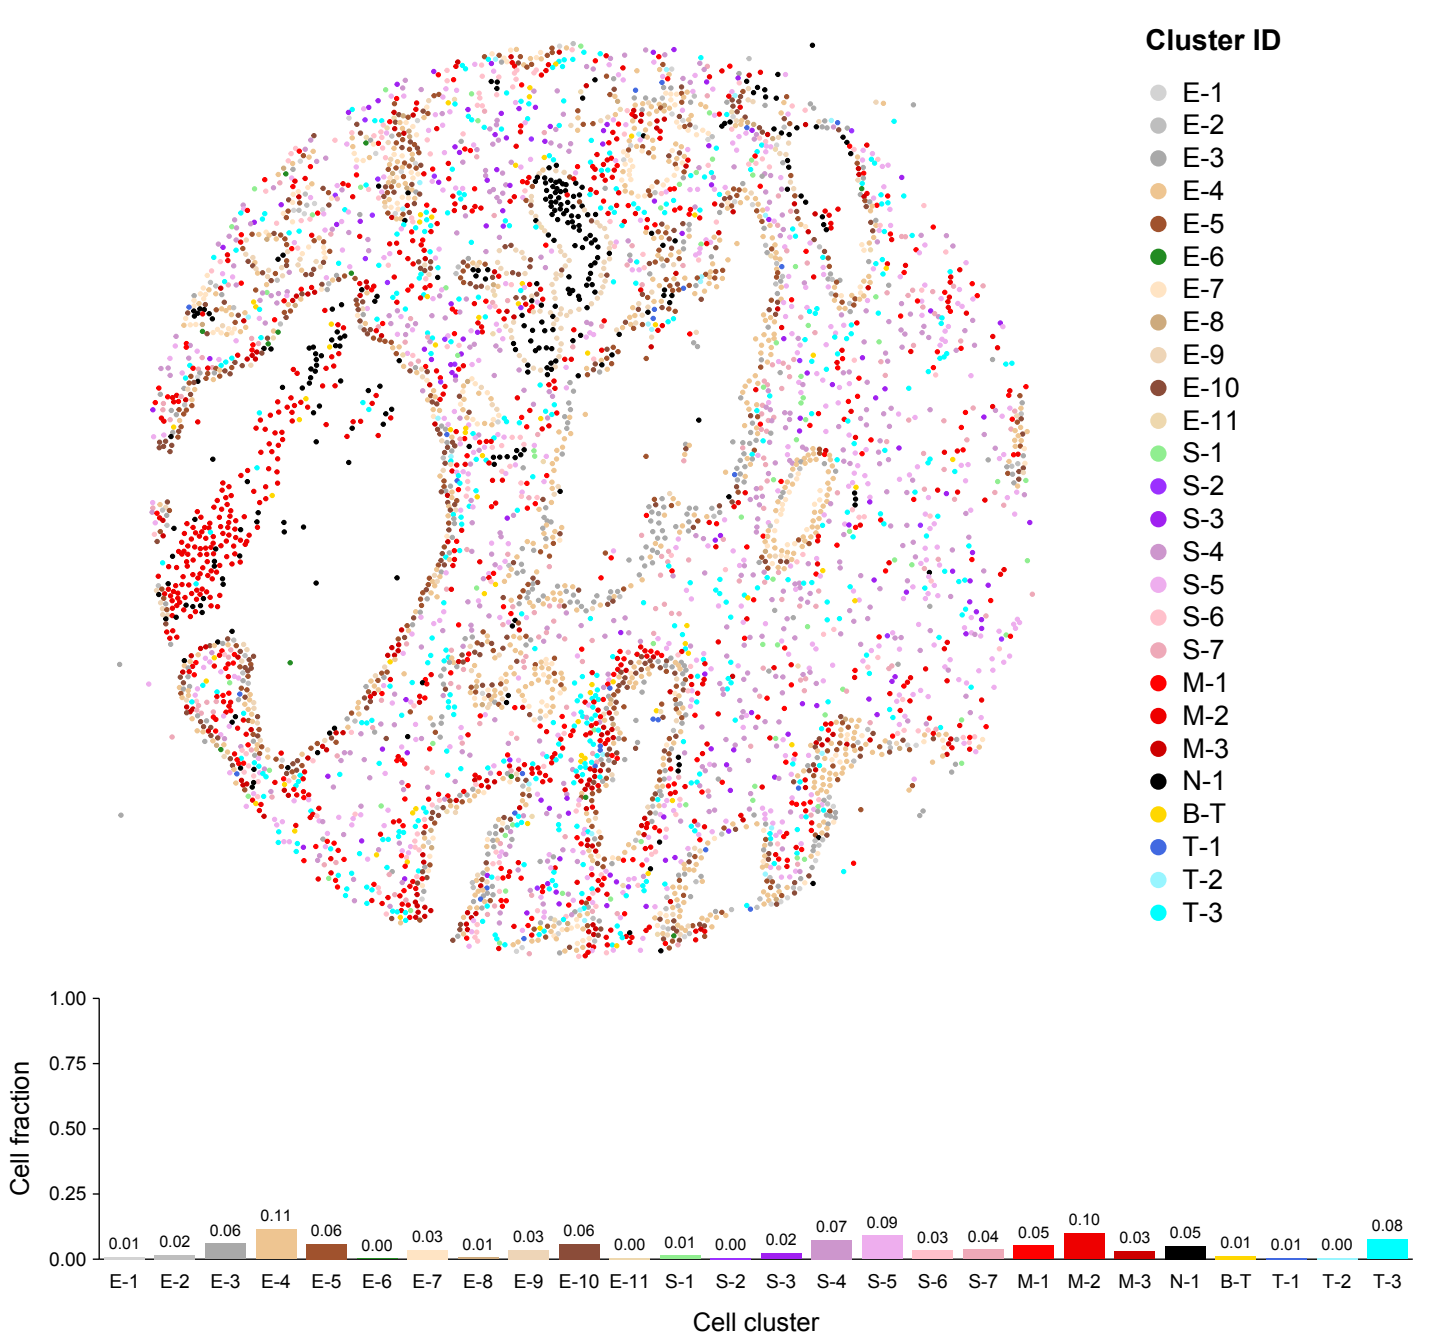 Cluster ID
E-1
E-2
E-3
E-4
E-5
E-6
E-7
E-8
E-9
E-10
E-11
S-1
S-2
S-3
S-4
S-5
S-6
S-7
M-1
M-2
M-3
N-1
B-T
T-1
T-2
T-3
Cell fraction
1.00
0.75
0.50
0.25
0.00
0.01 0.02 0.06 0.11 0.06 0.00 0.03 0.01 0.03 0.06 0.00 0.01 0.00 0.02 0.07 0.09 0.03 0.04 0.05 0.10 0.03 0.05 0.01 0.01 0.00 0.08
E-1 E-2 E-3 E-4 E-5 E-6 E-7 E-8 E-9 E-10 E-11 S-1 S-2 S-3 S-4 S-5 S-6 S-7 M-1 M-2 M-3 N-1 B-T T-1 T-2 T-3
Cell cluster